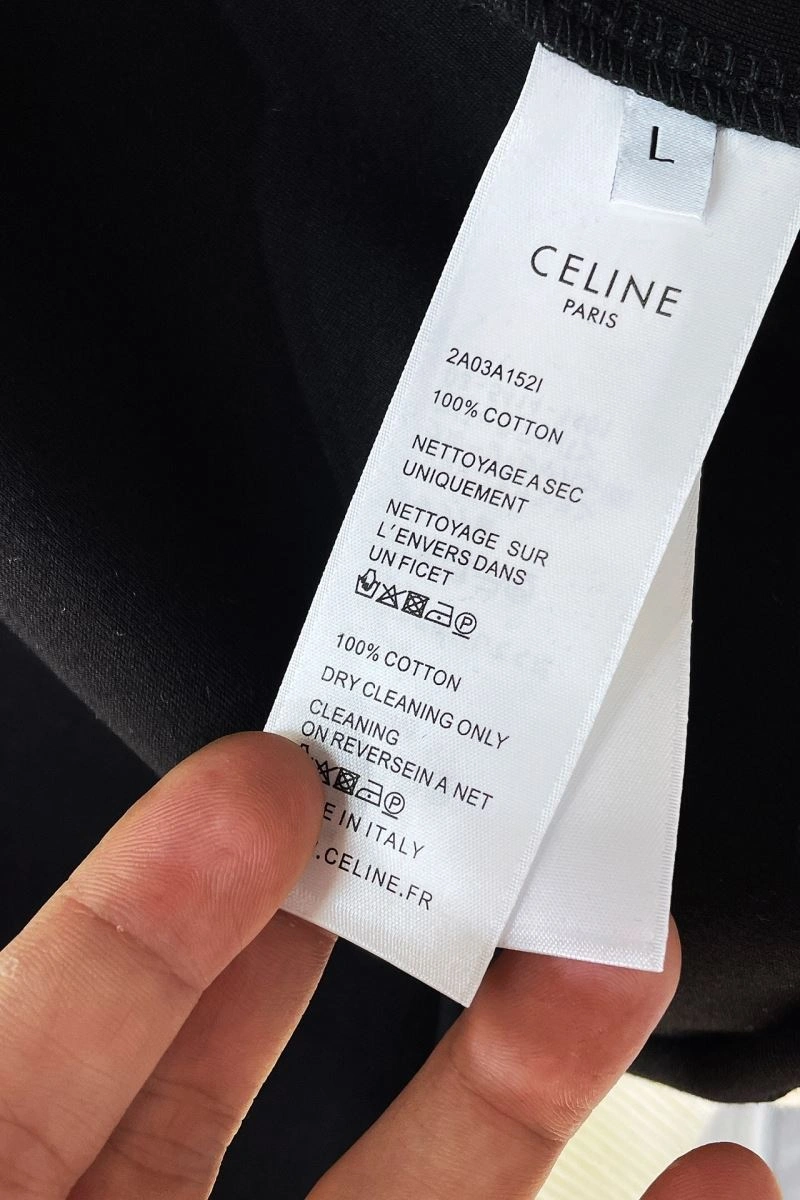 L
CELINE
PARIS
2A03A152I
100% COTTON
NETTOYAGE A SEC
UNIQUEMENT
NETTOYAGE SUR
L'ENVERS DANS
UN FICET
P
100% COTTON
DRY CLEANING ONLY
CLEANING
ON REVERSEIN A NET
P
E IN ITALY
.CELINE.FR